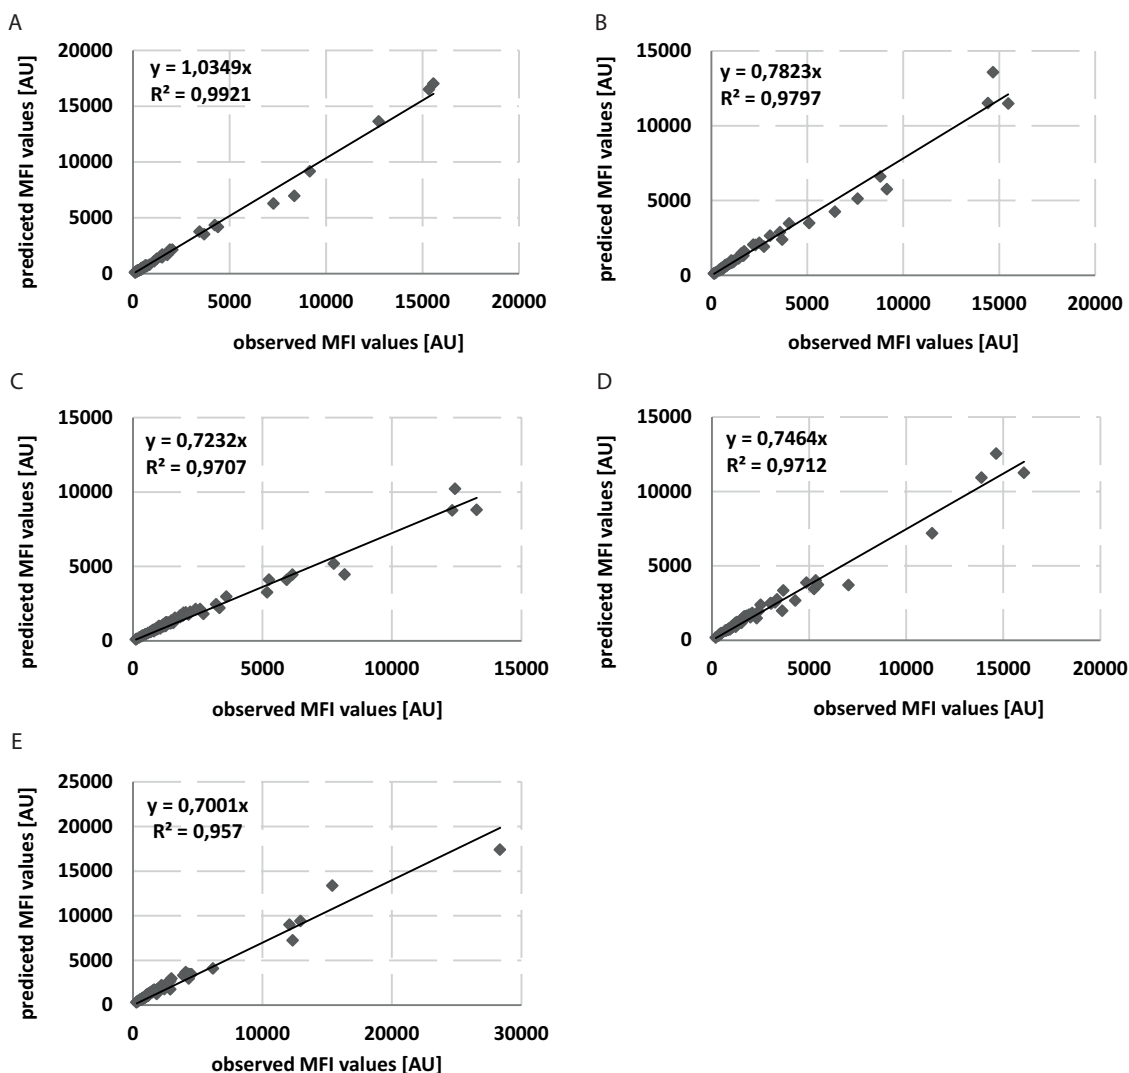 A
predicetd MFI values [AU]
20000
15000
10000
5000
0
y = 1,0349x
R² = 0,9921
0 5000 10000 15000 20000
observed MFI values [AU]
B
prediced MFI values [AU]
15000
10000
5000
0
y = 0,7823x
R² = 0,9797
0 5000 10000 15000 20000
observed MFI values [AU]
C
predicetd MFI values [AU]
15000
10000
5000
0
y = 0,7232x
R² = 0,9707
0 5000 10000 15000
observed MFI values [AU]
D
predicetd MFI values [AU]
15000
10000
5000
0
y = 0,7464x
R² = 0,9712
0 5000 10000 15000 20000
observed MFI values [AU]
E
predicetd MFI values [AU]
25000
20000
15000
10000
5000
0
y = 0,7001x
R² = 0,957
0 10000 20000 30000
observed MFI values [AU]